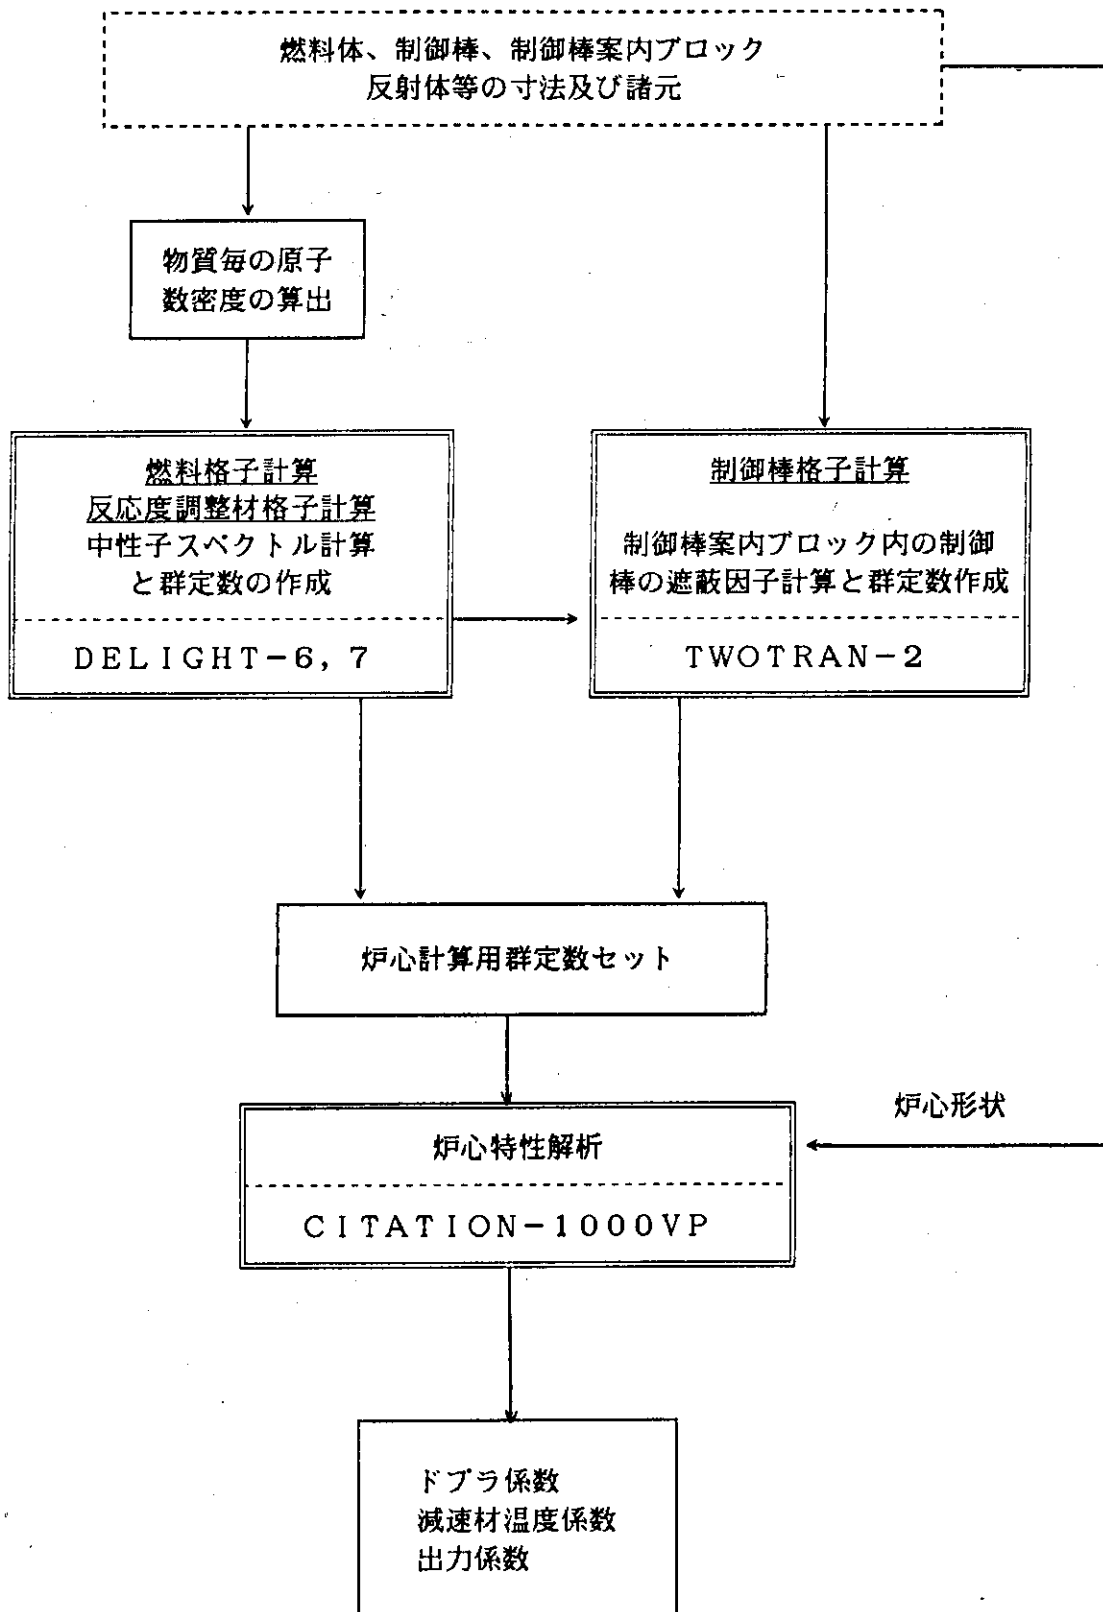 燃料体、制御棒、制御棒案内ブロック
反射体等の寸法及び諸元
物質毎の原子
数密度の算出
燃料格子計算
反応度調整材格子計算
中性子スペクトル計算
と群定数の作成
DELIGHT-6,7
制御棒格子計算
制御棒案内ブロック内の制御
棒の遮蔽因子計算と群定数作成
TWOTRAN-2
炉心計算用群定数セット
炉心形状
炉心特性解析
CITATION-1000VP
ドプラ係数
減速材温度係数
出力係数